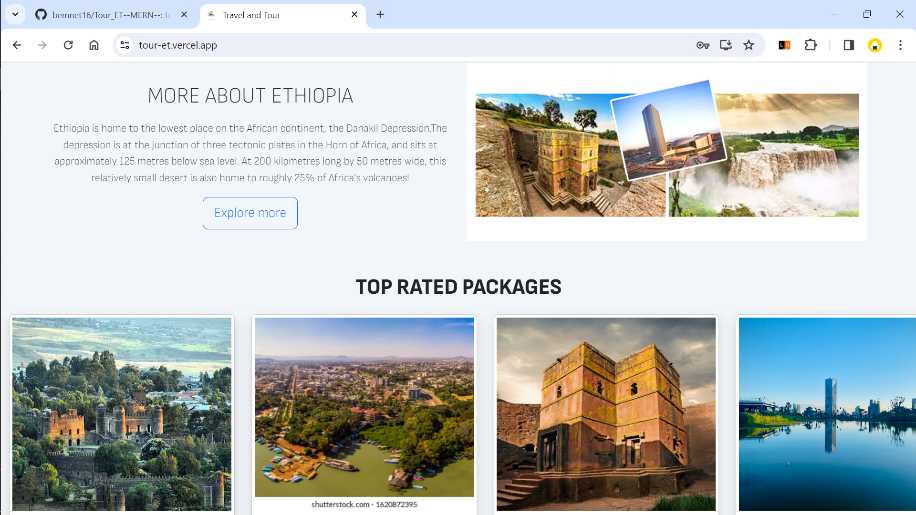 bemnet16/Tour_ET--MERN--: to
Travel and Tour
tour-et.vercel.app
MORE ABOUT ETHIOPIA
Ethiopia is home to the lowest place on the African continent, the Danakil Depression.The
depression is at the junction of three tectonic plates in the Horn of Africa, and sits at
approximately 125 metres below sea level. At 200 kilometres long by 50 metres wide, this
relatively small desert is also home to roughly 25% of Africa's volcanoes!
Explore more
TOP RATED PACKAGES
shutterstock.com · 1620872395